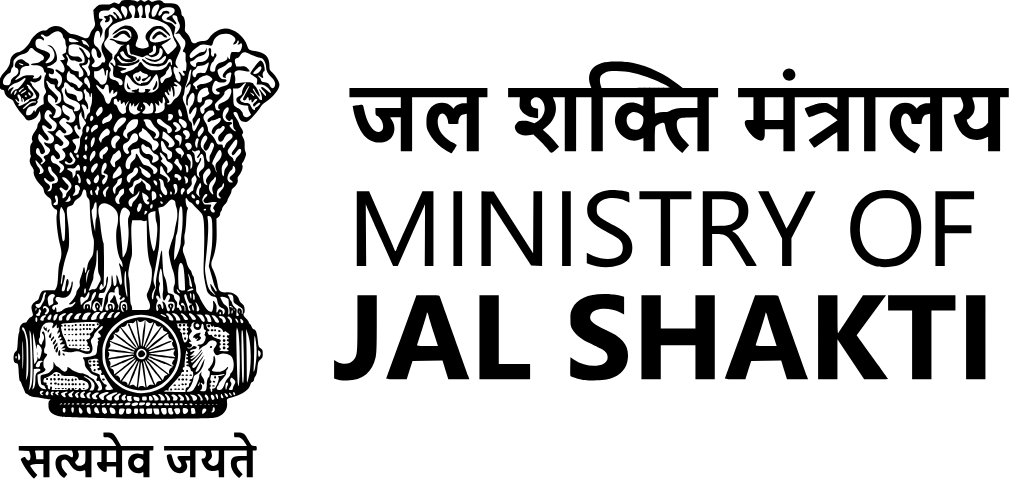 जल शक्ति मंत्रालय
MINISTRY OF
JAL SHAKTI
सत्यमेव जयते